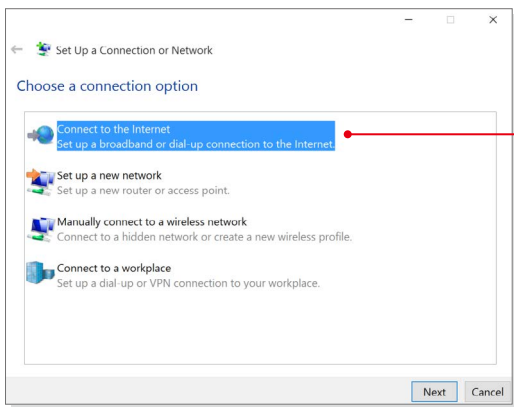 Set Up a Connection or Network
Choose a connection option
Connect to the Internet
Set up a broadband or dial-up connection to the Internet.
Set up a new network
Set up a new router or access point.
Manually connect to a wireless network
Connect to a hidden network or create a new wireless profile.
Connect to a workplace
Set up a dial-up or VPN connection to your workplace.
Next Cancel